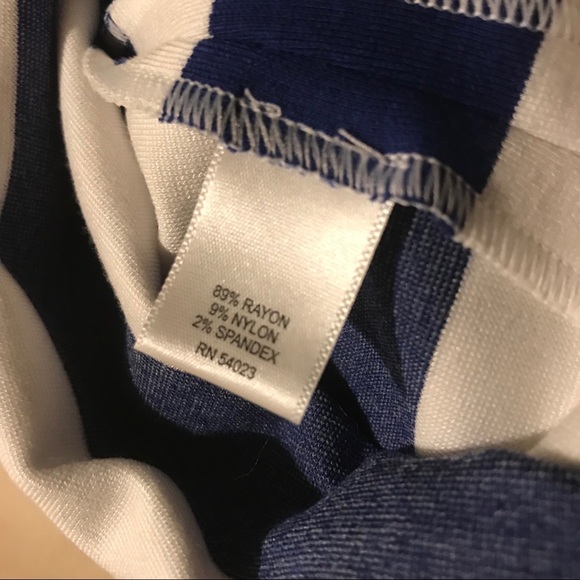 89% RAYON
9% NYLON
2% SPANDEX
RN 54023